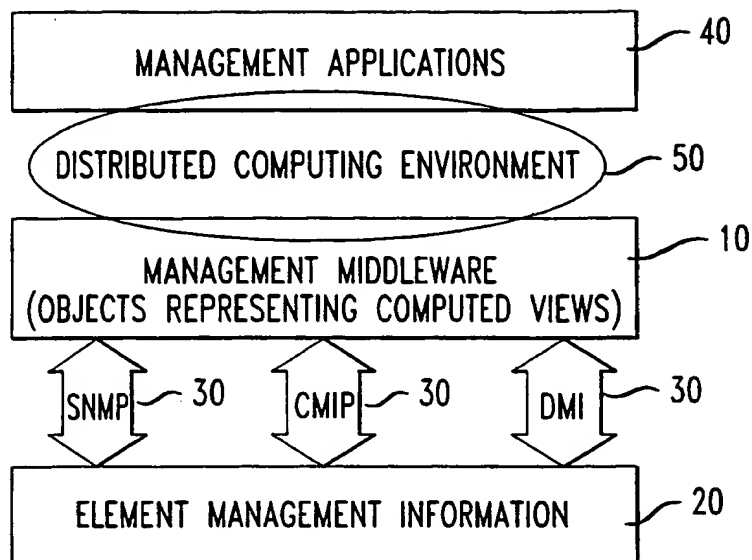 MANAGEMENT APPLICATIONS
40
DISTRIBUTED COMPUTING ENVIRONMENT
50
MANAGEMENT MIDDLEWARE
(OBJECTS REPRESENTING COMPUTED VIEWS)
10
SNMP
30
CMIP
30
DMI
30
ELEMENT MANAGEMENT INFORMATION
20